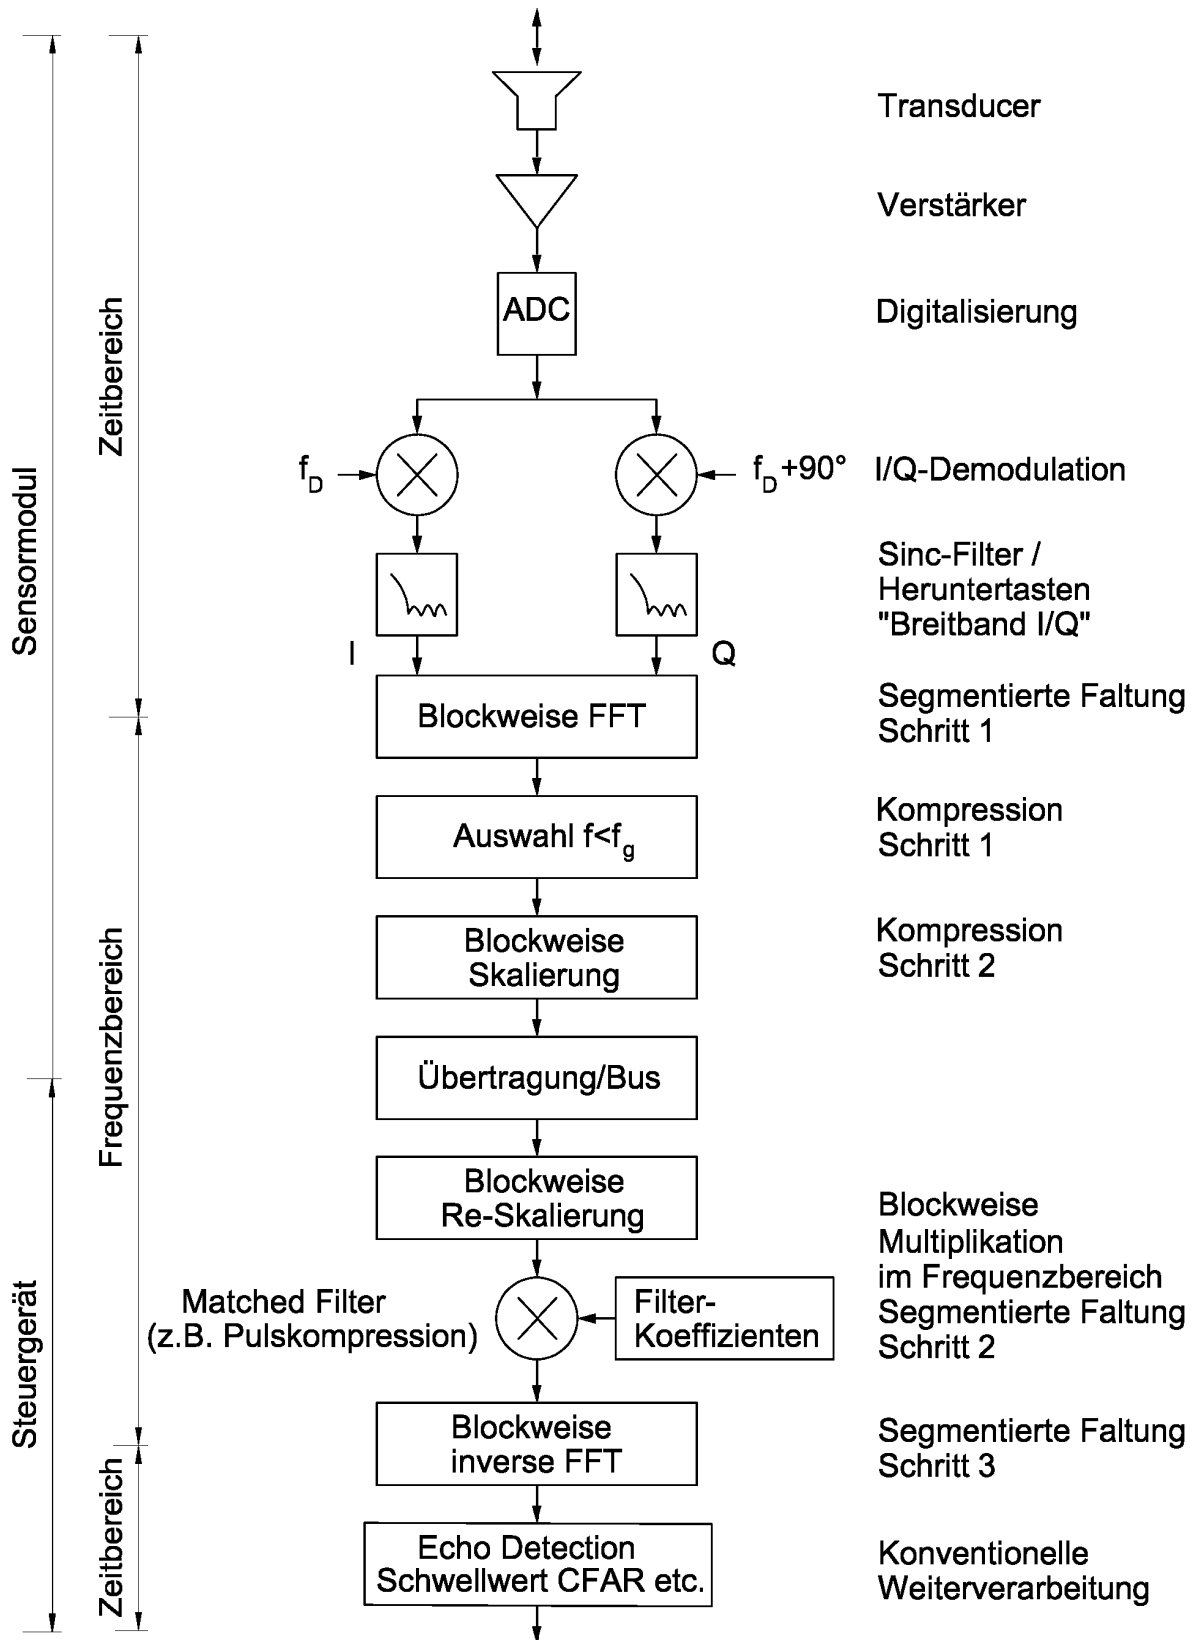 Transducer
Verstärker
ADC
Digitalisierung
Zeitbereich
Sensormodul
f_D
f_D+90°
I/Q-Demodulation
Sinc-Filter /
Heruntertasten
"Breitband I/Q"
I
Q
Blockweise FFT
Segmentierte Faltung
Schritt 1
Auswahl f<f_g
Kompression
Schritt 1
Blockweise
Skalierung
Kompression
Schritt 2
Frequenzbereich
Übertragung/Bus
Blockweise
Re-Skalierung
Blockweise
Multiplikation
im Frequenzbereich
Segmentierte Faltung
Schritt 2
Matched Filter
(z.B. Pulskompression)
Filter-
Koeffizienten
Steuergerät
Blockweise
inverse FFT
Segmentierte Faltung
Schritt 3
Zeitbereich
Echo Detection
Schwellwert CFAR etc.
Konventionelle
Weiterverarbeitung